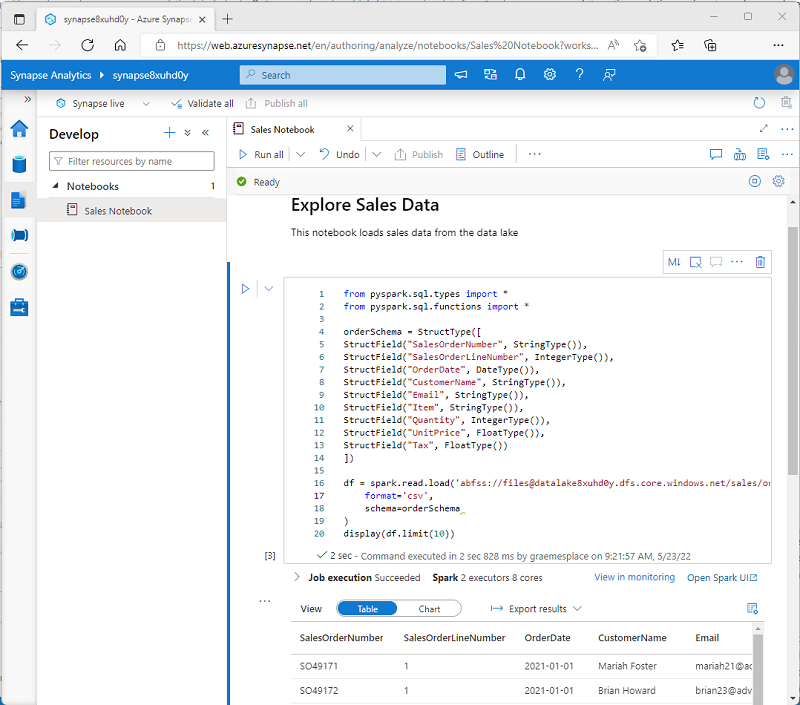 synapse8xuhd0y - Azure Synapse
https://web.azuresynapse.net/en/authoring/analyze/notebooks/Sales%20Notebook?works...
Synapse Analytics synapse8xuhd0y Search
Synapse live Validate all Publish all
Develop
Filter resources by name
Notebooks 1
Sales Notebook
Sales Notebook
Run all Undo Publish Outline
Ready
Explore Sales Data
This notebook loads sales data from the data lake
M↓
1 from pyspark.sql.types import *
2 from pyspark.sql.functions import *
3
4 orderSchema = StructType([
5 StructField("SalesOrderNumber", StringType()),
6 StructField("SalesOrderLineNumber", IntegerType()),
7 StructField("OrderDate", DateType()),
8 StructField("CustomerName", StringType()),
9 StructField("Email", StringType()),
10 StructField("Item", StringType()),
11 StructField("Quantity", IntegerType()),
12 StructField("UnitPrice", FloatType()),
13 StructField("Tax", FloatType())
14 ])
15
16 df = spark.read.load('abfss://files@datalake8xuhd0y.dfs.core.windows.net/sales/or
17 format='csv',
18 schema=orderSchema
19 )
20 display(df.limit(10))
[3] 2 sec - Command executed in 2 sec 828 ms by graemesplace on 9:21:57 AM, 5/23/22
Job execution Succeeded Spark 2 executors 8 cores View in monitoring Open Spark UI
View Table Chart Export results
SalesOrderNumber SalesOrderLineNumber OrderDate CustomerName Email
SO49171 1 2021-01-01 Mariah Foster mariah21@ad
SO49172 1 2021-01-01 Brian Howard brian23@adv